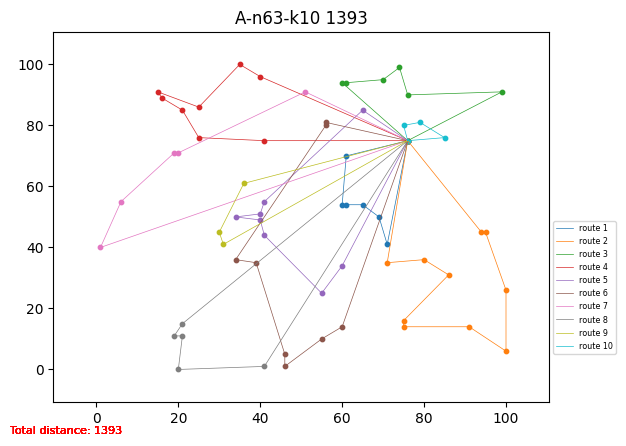 A-n63-k10 1393
100
80
60
40
20
0
0 20 40 60 80 100
route 1
route 2
route 3
route 4
route 5
route 6
route 7
route 8
route 9
route 10
Total distance: 1393